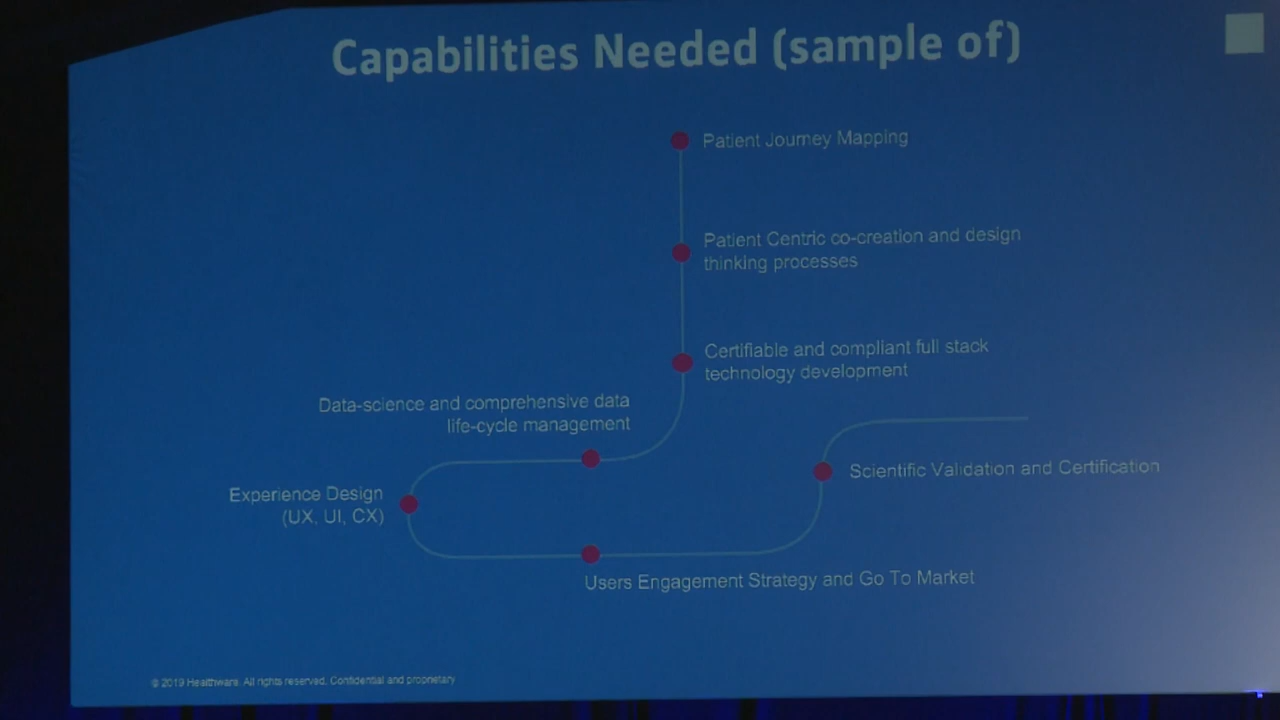 Capabilities Needed (sample of)
Patient Journey Mapping
Patient Centric co-creation and design
thinking processes
Certifiable and compliant full stack
technology development
Data-science and comprehensive data
life-cycle management
Experience Design
(UX, UI, CX)
Scientific Validation and Certification
Users Engagement Strategy and Go To Market
© 2019 Healthware. All rights reserved. Confidential and proprietary